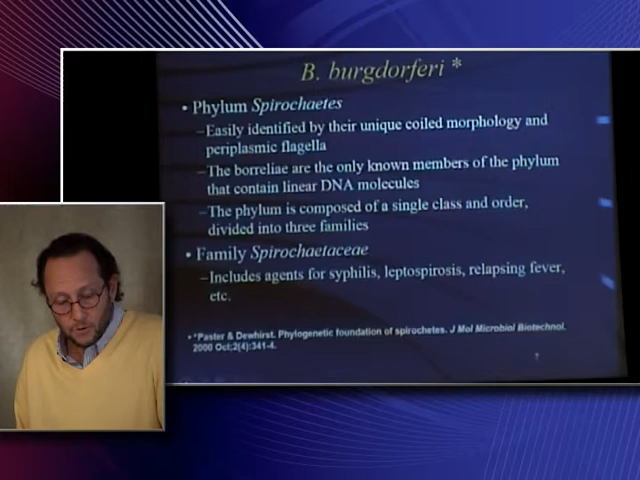 B. burgdorferi *
• Phylum Spirochaetes
–Easily identified by their unique coiled morphology and
periplasmic flagella
–The borreliae are the only known members of the phylum
that contain linear DNA molecules
–The phylum is composed of a single class and order,
divided into three families
• Family Spirochaetaceae
–Includes agents for syphilis, leptospirosis, relapsing fever,
etc.
• *Paster & Dewhirst. Phylogenetic foundation of spirochetes. J Mol Microbiol Biotechnol.
2000 Oct;2(4):341-4.